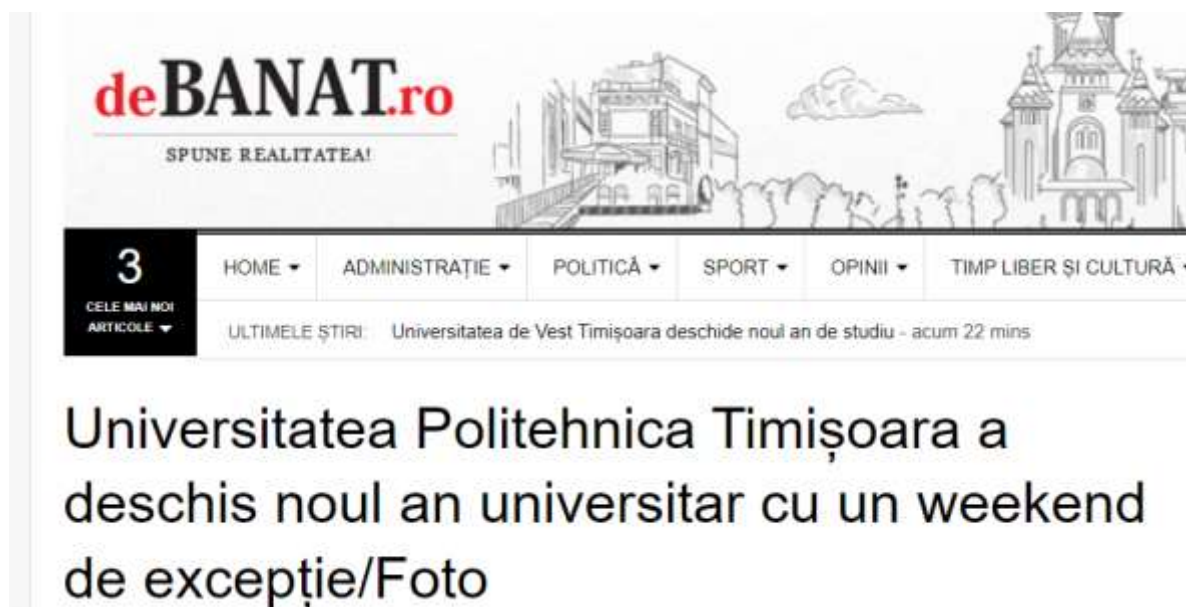 deBANAT.ro
SPUNE REALITATEA!
3
CELE MAI NOI
ARTICOLE
HOME ADMINISTRAȚIE POLITICĂ SPORT OPINII TIMP LIBER ȘI CULTURĂ
ULTIMELE ȘTIRI: Universitatea de Vest Timișoara deschide noul an de studiu - acum 22 mins
Universitatea Politehnica Timișoara a
deschis noul an universitar cu un weekend
de excepție/Foto